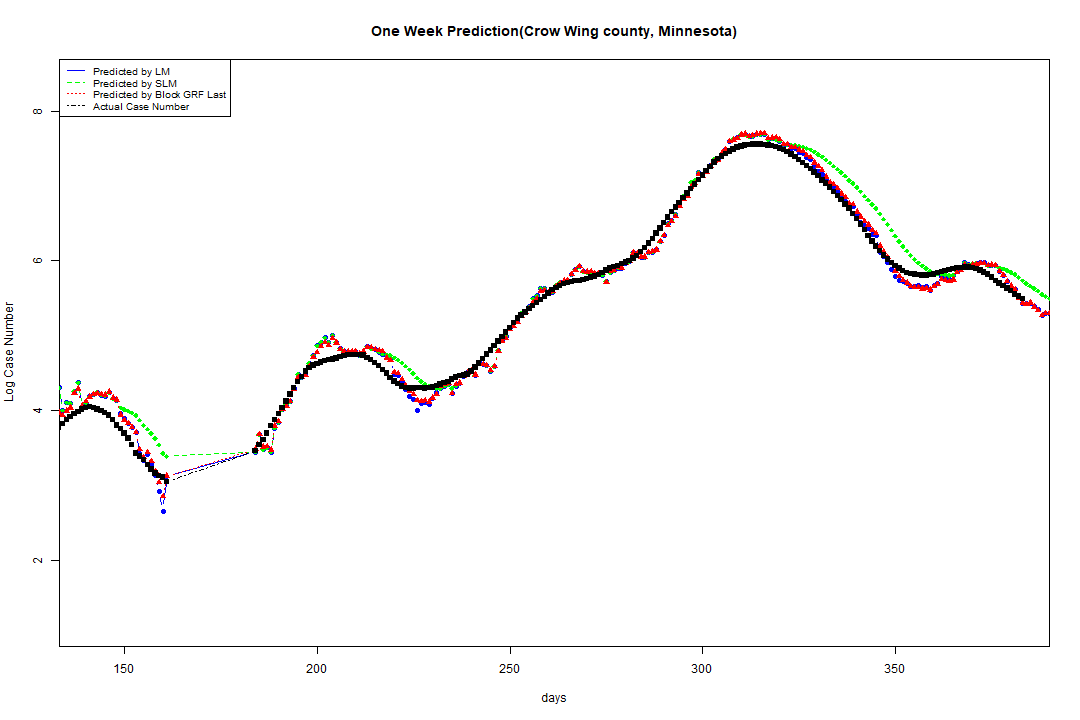 One Week Prediction(Crow Wing county, Minnesota)
Predicted by LM
Predicted by SLM
Predicted by Block GRF Last
Actual Case Number
8
6
4
2
Log Case Number
150 200 250 300 350
days